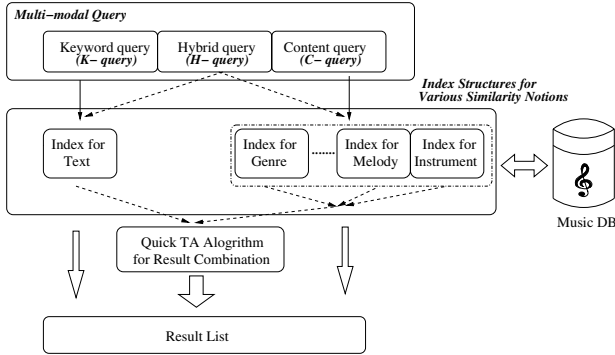 Multi-modal Query
Keyword query
(K- query)
Hybrid query
(H- query)
Content query
(C- query)
Index Structures for
Various Similarity Notions
Index for
Text
Index for
Genre
.......
Index for
Melody
Index for
Instrument
Music DB
Quick TA Alogrithm
for Result Combination
Result List